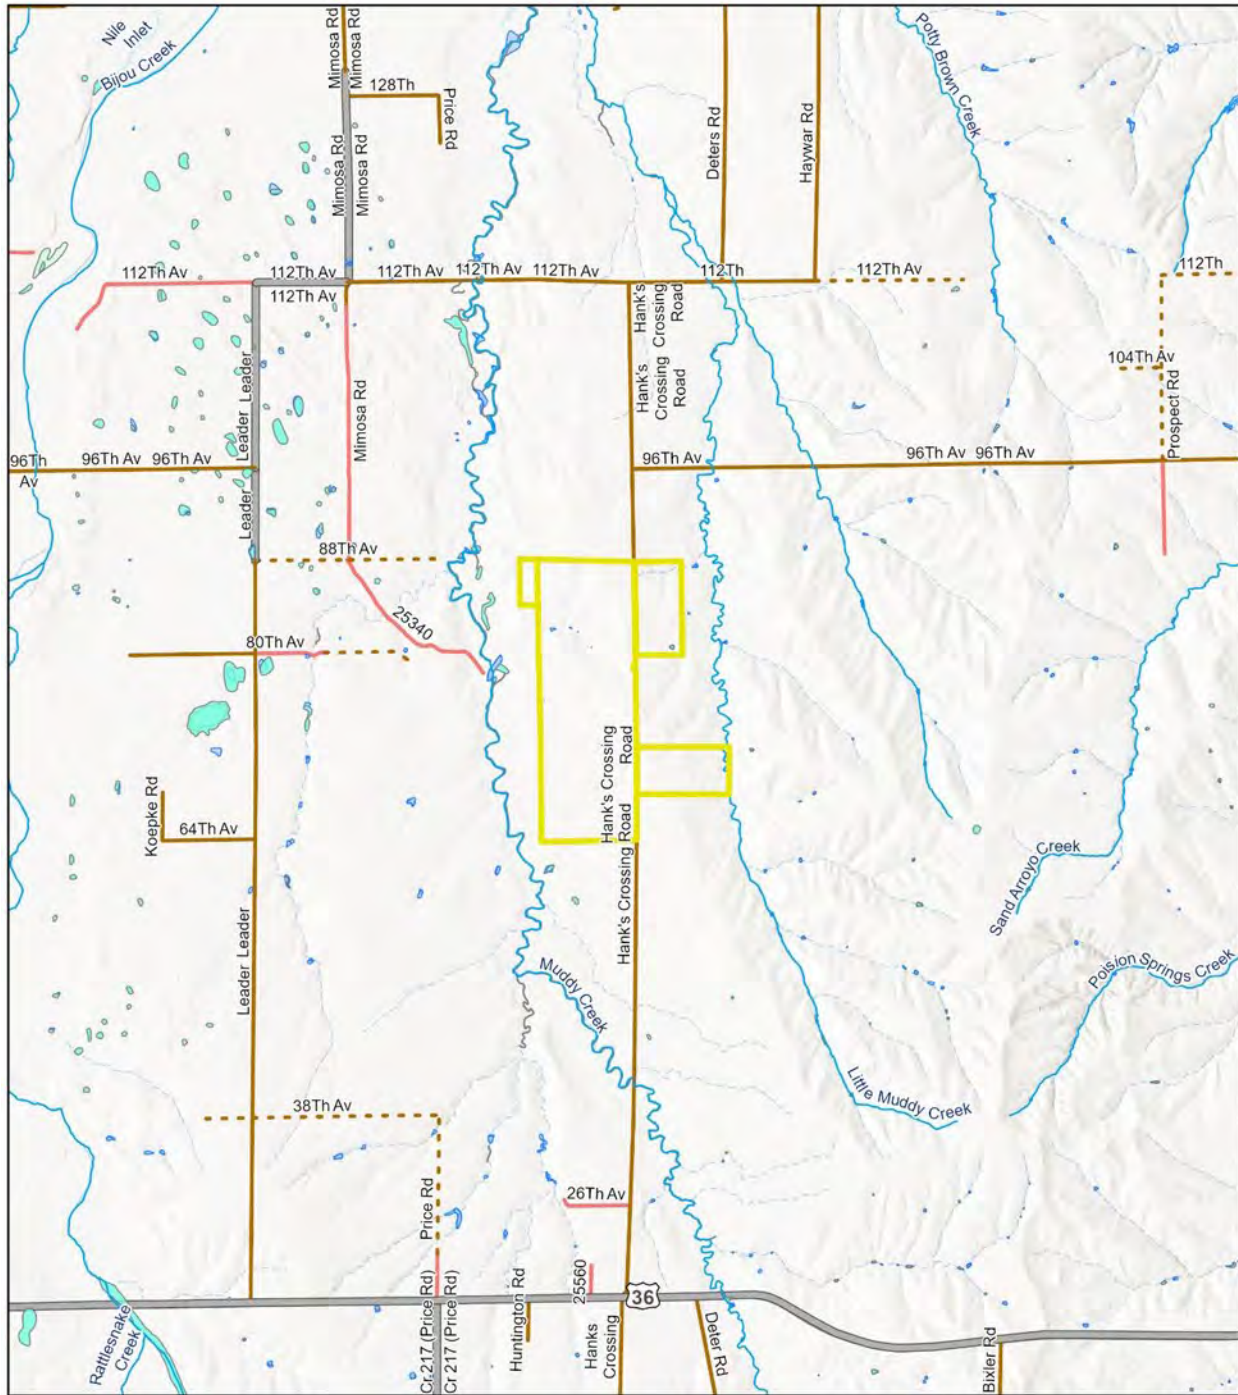 Nile
Inlet
Bijou Creek
Mimosa Rd
Mimosa Rd
128Th
Price Rd
Mimosa Rd
Mimosa Rd
Deters Rd
Haywar Rd
Potty Brown Creek
112Th Av
112Th Av
112Th Av
112Th Av
112Th Av
112Th Av
112Th
112Th Av
112Th
Hank's
Crossing
Road
Hank's
Crossing
Road
104Th Av
Prospect Rd
Leader
Leader
Leader
Mimosa Rd
96Th
Av
96Th Av
96Th Av
96Th Av
96Th Av
96Th Av
Leader
88Th Av
25340
80Th Av
Hank's Crossing
Road
Hank's Crossing
Road
Koepke Rd
64Th Av
Hank's Crossing
Sand Arroyo Creek
Leader
Leader
Muddy Creek
Poision Springs Creek
Little Muddy Creek
38Th Av
Price Rd
26Th Av
25560
36
Cr 217 (Price Rd)
Cr 217 (Price Rd)
Huntington Rd
Hanks
Crossing
Deter Rd
Bixler Rd
Rattlesnake
Creek